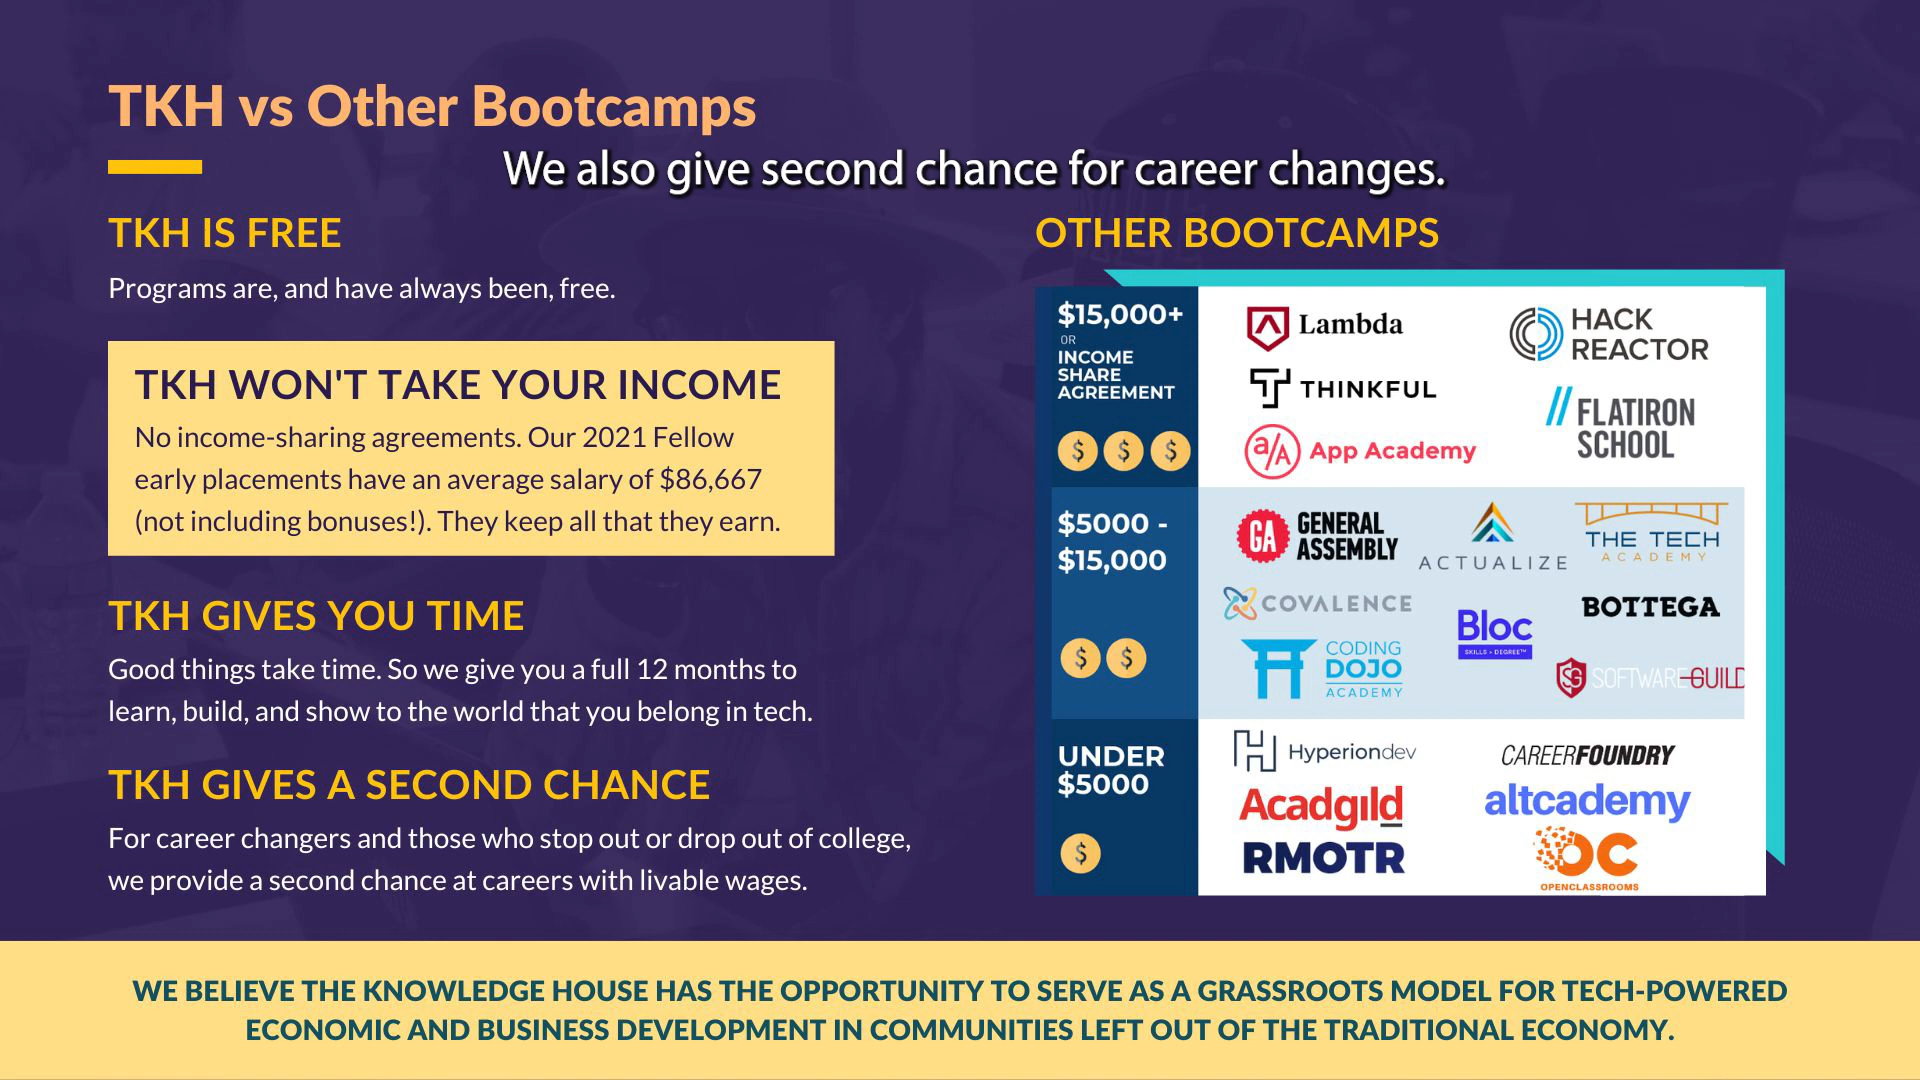 TKH vs Other Bootcamps
We also give second chance for career changes.
TKH IS FREE
Programs are, and have always been, free.
TKH WON'T TAKE YOUR INCOME
No income-sharing agreements. Our 2021 Fellow
early placements have an average salary of $86,667
(not including bonuses!). They keep all that they earn.
TKH GIVES YOU TIME
Good things take time. So we give you a full 12 months to
learn, build, and show to the world that you belong in tech.
TKH GIVES A SECOND CHANCE
For career changers and those who stop out or drop out of college,
we provide a second chance at careers with livable wages.
OTHER BOOTCAMPS
$15,000+
OR
INCOME
SHARE
AGREEMENT
$ $ $
Lambda
HACK
REACTOR
THINKFUL
// FLATIRON
SCHOOL
a/A App Academy
$5000 -
$15,000
$ $
GA GENERAL
ASSEMBLY
ACTUALIZE
THE TECH
ACADEMY
COVALENCE
Bloc
SKILLS > DEGREE™
BOTTEGA
CODING
DOJO
ACADEMY
SG SOFTWARE GUILD
UNDER
$5000
$
Hyperiondev
CAREERFOUNDRY
Acadgild
altcademy
RMOTR
OC
OPENCLASSROOMS
WE BELIEVE THE KNOWLEDGE HOUSE HAS THE OPPORTUNITY TO SERVE AS A GRASSROOTS MODEL FOR TECH-POWERED
ECONOMIC AND BUSINESS DEVELOPMENT IN COMMUNITIES LEFT OUT OF THE TRADITIONAL ECONOMY.